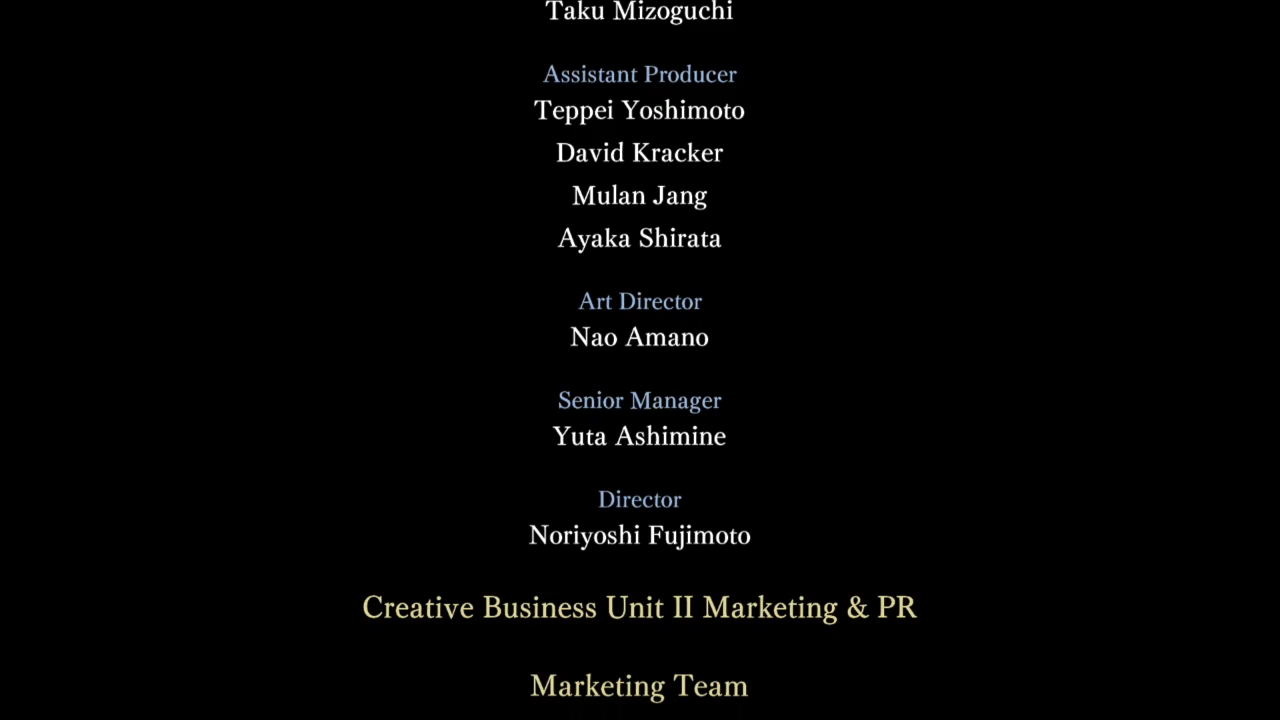 Taku Mizoguchi
Assistant Producer
Teppei Yoshimoto
David Kracker
Mulan Jang
Ayaka Shirata
Art Director
Nao Amano
Senior Manager
Yuta Ashimine
Director
Noriyoshi Fujimoto
Creative Business Unit II Marketing & PR
Marketing Team